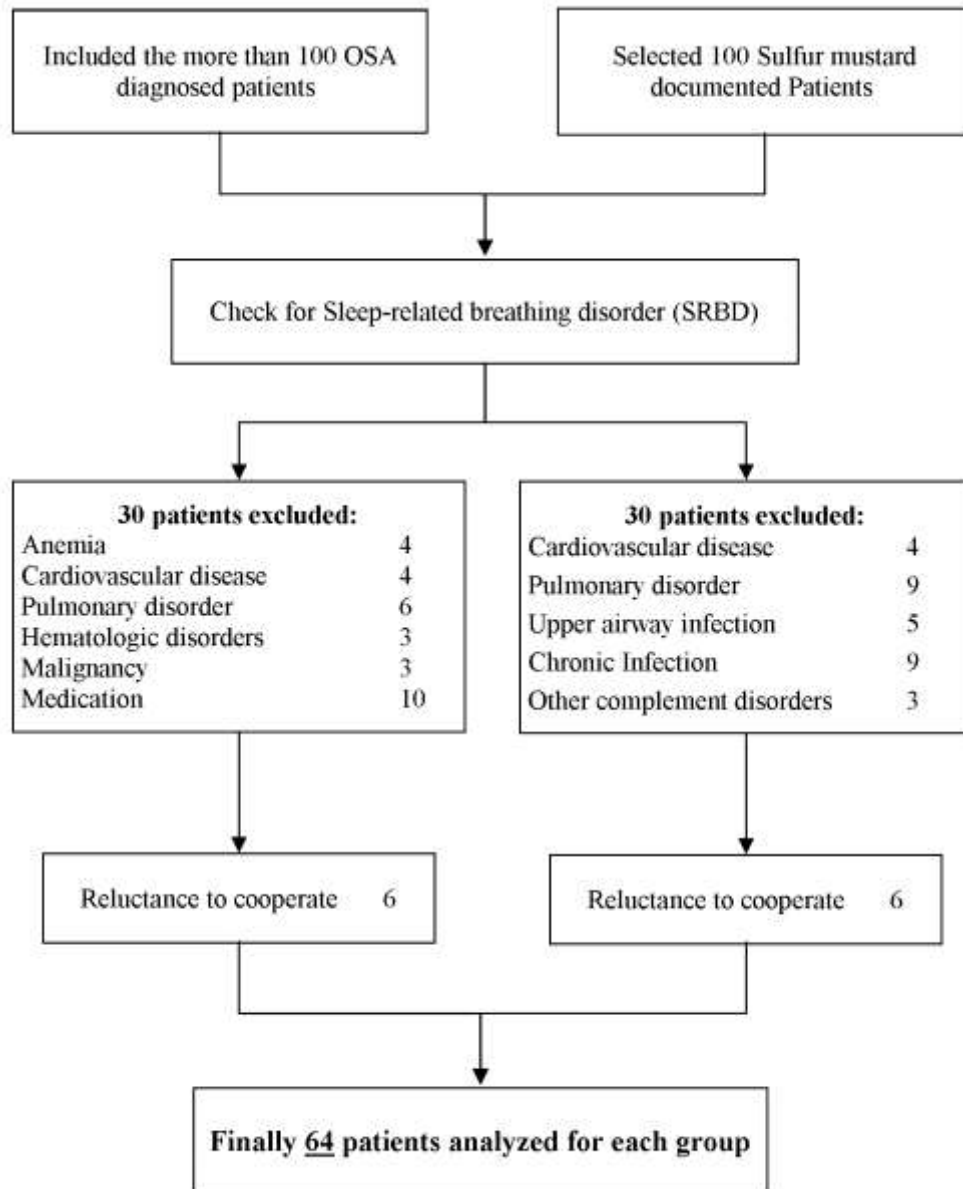 Included the more than 100 OSA
diagnosed patients
Selected 100 Sulfur mustard
documented Patients
Check for Sleep-related breathing disorder (SRBD)
30 patients excluded:
Anemia 4
Cardiovascular disease 4
Pulmonary disorder 6
Hematologic disorders 3
Malignancy 3
Medication 10
30 patients excluded:
Cardiovascular disease 4
Pulmonary disorder 9
Upper airway infection 5
Chronic Infection 9
Other complement disorders 3
Reluctance to cooperate 6
Reluctance to cooperate 6
Finally 64 patients analyzed for each group